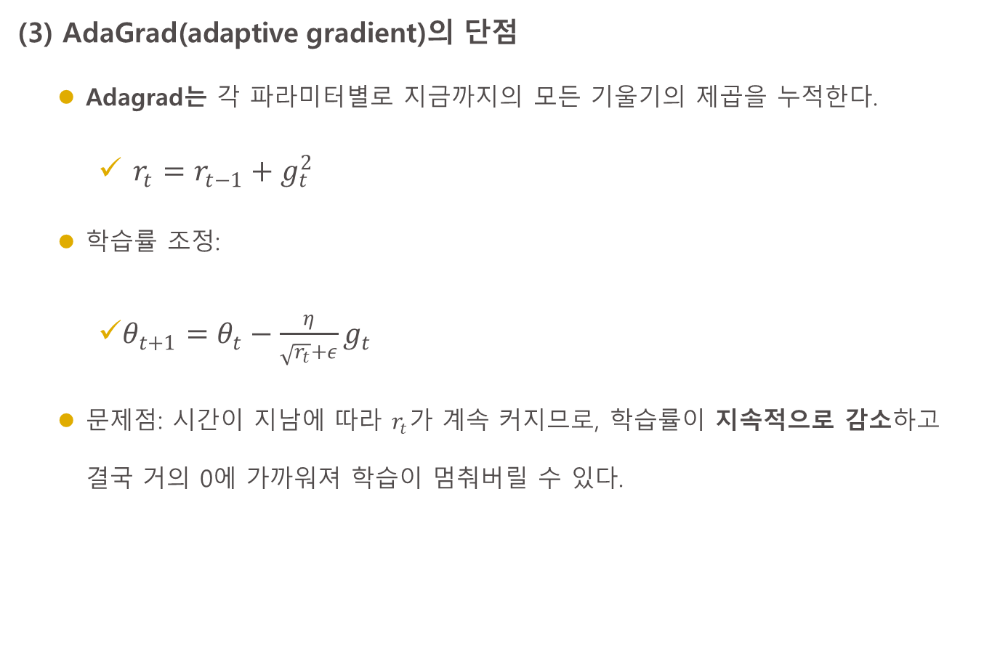 (3) AdaGrad(adaptive gradient)의 단점
● Adagrad는 각 파라미터별로 지금까지의 모든 기울기의 제곱을 누적한다.
✓ $r_t = r_{t-1} + g_t^2$
● 학습률 조정:
✓ $\theta_{t+1} = \theta_t - \frac{\eta}{\sqrt{r_t}+\epsilon} g_t$
● 문제점: 시간이 지남에 따라 $r_t$가 계속 커지므로, 학습률이 지속적으로 감소하고
결국 거의 0에 가까워져 학습이 멈춰버릴 수 있다.